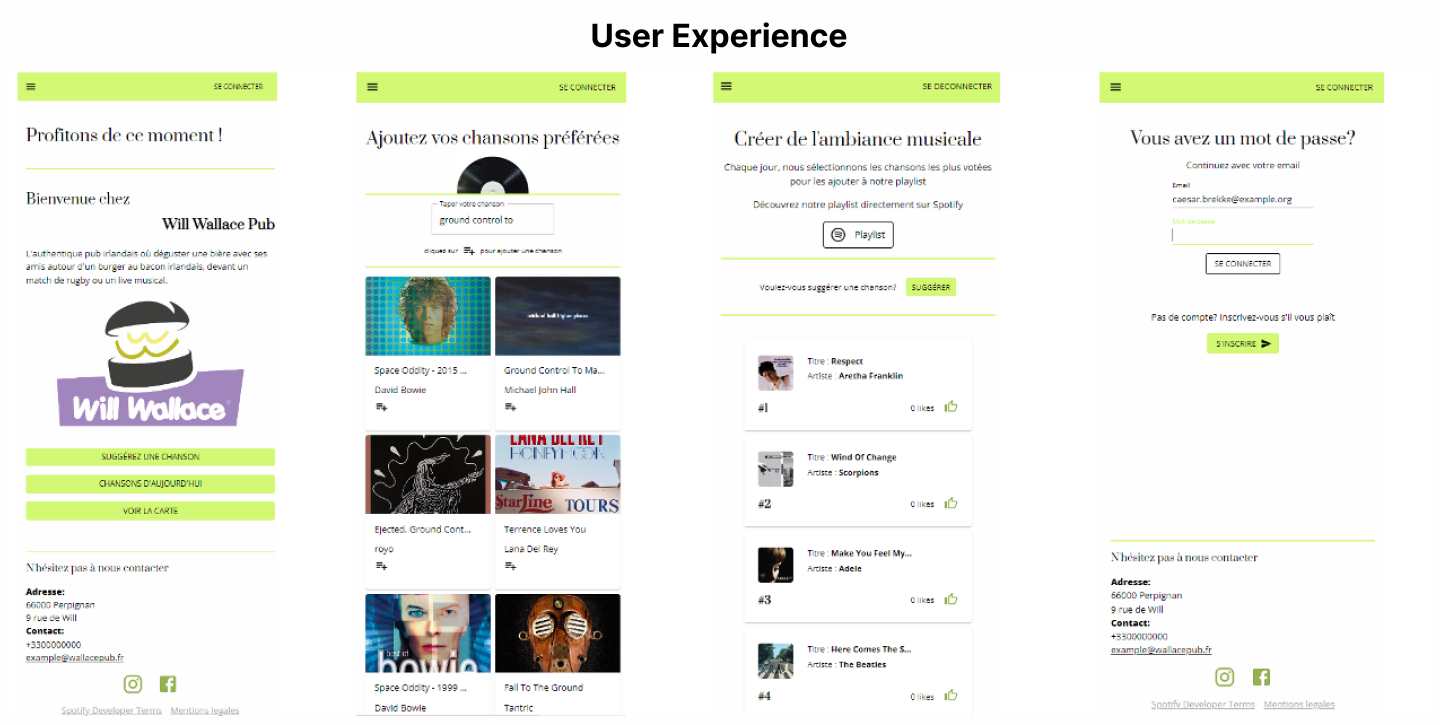 User Experience
SE CONNECTER
Profitons de ce moment !
Bienvenue chez
Will Wallace Pub
L'authentique pub irlandais où déguster une bière avec ses
amis autour d'un burger au bacon irlandais, devant un
match de rugby ou un live musical.
Will Wallace
SUGGÉREZ UNE CHANSON
CHANSONS D'AUJOURD'HUI
VOIR LA CARTE
N'hésitez pas à nous contacter
Adresse:
66000 Perpignan
9 rue de Will
Contact:
+3300000000
example@wallacepub.fr
Spotify Developer Terms Mentions legales
SE CONNECTER
Ajoutez vos chansons préférées
Taper votre chanson
ground control to
cliquez sur pour ajouter une chanson
michael hall higher places
Space Oddity - 2015 ...
David Bowie
Ground Control To Ma...
Michael John Hall
LANA DEL REY
HONEYMOON
StarLine TOURS
Ejected. Ground Cont...
royo
Terrence Loves You
Lana Del Rey
best of
bowie
Space Oddity - 1999 ...
David Bowie
Fall To The Ground
Tantric
SE DECONNECTER
Créer de l'ambiance musicale
Chaque jour, nous sélectionnons les chansons les plus votées
pour les ajouter à notre playlist
Découvrez notre playlist directement sur Spotify
Playlist
Voulez-vous suggérer une chanson? SUGGÉRER
Titre : Respect
Artiste : Aretha Franklin
#1 0 likes
Titre : Wind Of Change
Artiste : Scorpions
#2 0 likes
Titre : Make You Feel My...
Artiste : Adele
#3 0 likes
Titre : Here Comes The S...
Artiste : The Beatles
#4 0 likes
SE CONNECTER
Vous avez un mot de passe?
Continuez avec votre email
Email
caesar.brekke@example.org
Mot de passe
SE CONNECTER
Pas de compte? Inscrivez-vous s'il vous plaît
S'INSCRIRE
N'hésitez pas à nous contacter
Adresse:
66000 Perpignan
9 rue de Will
Contact:
+3300000000
example@wallacepub.fr
Spotify Developer Terms Mentions legales